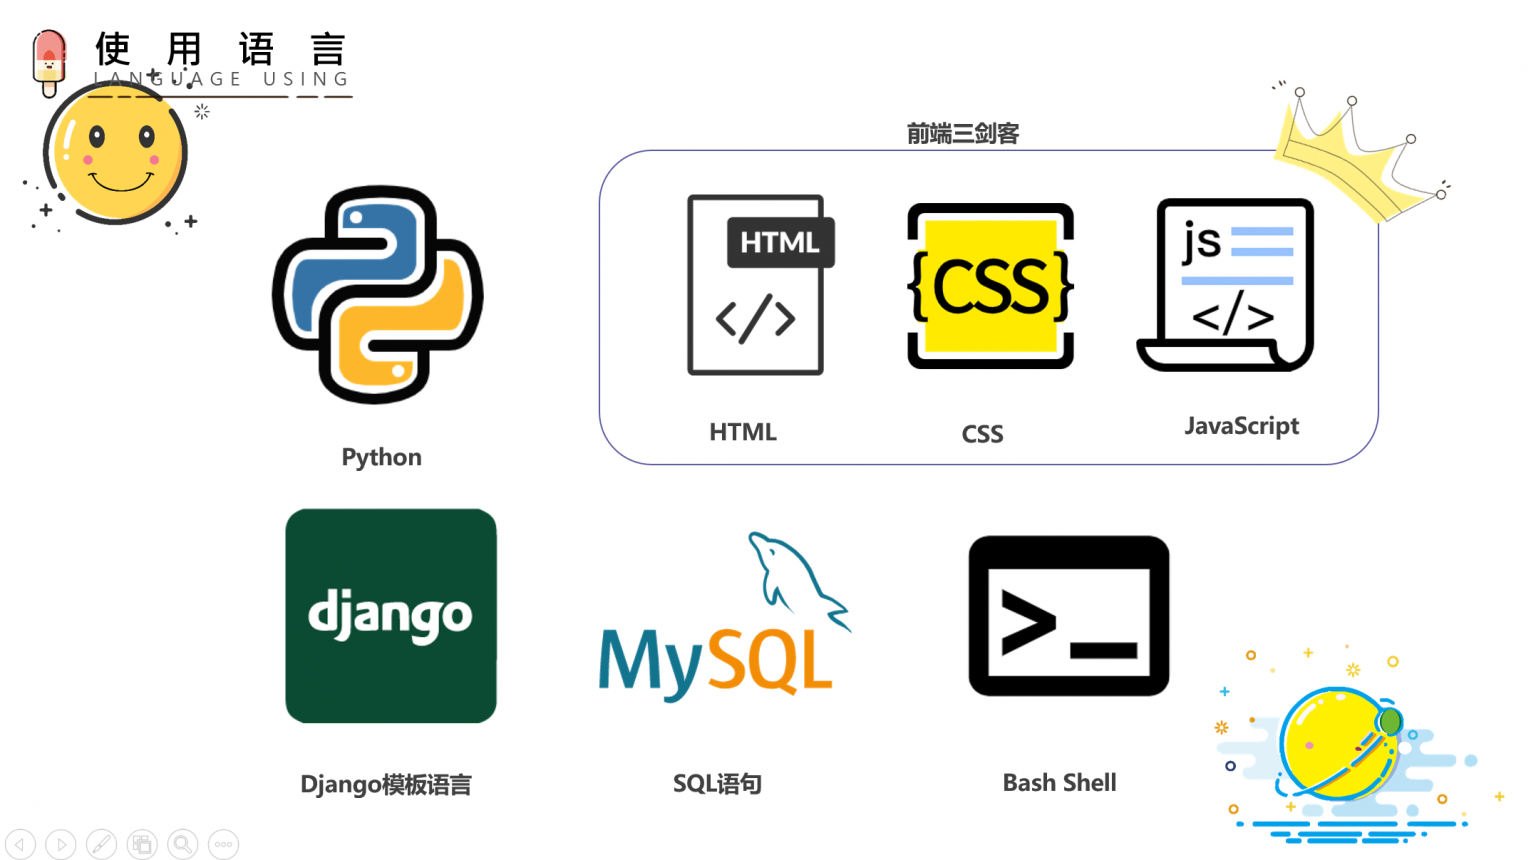 使用语言
LANGUAGE USING
前端三剑客
HTML
</>
{CSS}
js
</>
Python
HTML
CSS
JavaScript
django
MySQL
>_
Django模板语言
SQL语句
Bash Shell